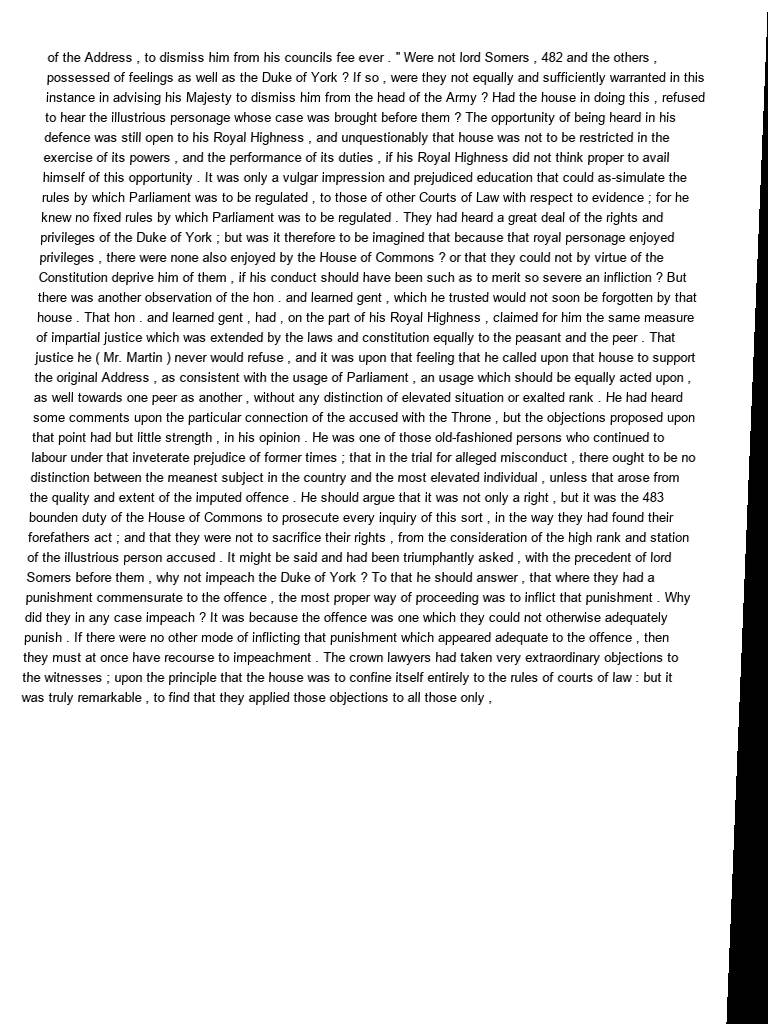 of the Address , to dismiss him from his councils fee ever . " Were not lord Somers , 482 and the others ,
possessed of feelings as well as the Duke of York ? If so , were they not equally and sufficiently warranted in this
instance in advising his Majesty to dismiss him from the head of the Army ? Had the house in doing this , refused
to hear the illustrious personage whose case was brought before them ? The opportunity of being heard in his
defence was still open to his Royal Highness , and unquestionably that house was not to be restricted in the
exercise of its powers , and the performance of its duties , if his Royal Highness did not think proper to avail
himself of this opportunity . It was only a vulgar impression and prejudiced education that could as-simulate the
rules by which Parliament was to be regulated , to those of other Courts of Law with respect to evidence ; for he
knew no fixed rules by which Parliament was to be regulated . They had heard a great deal of the rights and
privileges of the Duke of York ; but was it therefore to be imagined that because that royal personage enjoyed
privileges , there were none also enjoyed by the House of Commons ? or that they could not by virtue of the
Constitution deprive him of them , if his conduct should have been such as to merit so severe an infliction ? But
there was another observation of the hon . and learned gent , which he trusted would not soon be forgotten by that
house . That hon . and learned gent , had , on the part of his Royal Highness , claimed for him the same measure
of impartial justice which was extended by the laws and constitution equally to the peasant and the peer . That
justice he ( Mr. Martin ) never would refuse , and it was upon that feeling that he called upon that house to support
the original Address , as consistent with the usage of Parliament , an usage which should be equally acted upon ,
as well towards one peer as another , without any distinction of elevated situation or exalted rank . He had heard
some comments upon the particular connection of the accused with the Throne , but the objections proposed upon
that point had but little strength , in his opinion . He was one of those old-fashioned persons who continued to
labour under that inveterate prejudice of former times ; that in the trial for alleged misconduct , there ought to be no
distinction between the meanest subject in the country and the most elevated individual , unless that arose from
the quality and extent of the imputed offence . He should argue that it was not only a right , but it was the 483
bounden duty of the House of Commons to prosecute every inquiry of this sort , in the way they had found their
forefathers act ; and that they were not to sacrifice their rights , from the consideration of the high rank and station
of the illustrious person accused . It might be said and had been triumphantly asked , with the precedent of lord
Somers before them , why not impeach the Duke of York ? To that he should answer , that where they had a
punishment commensurate to the offence , the most proper way of proceeding was to inflict that punishment . Why
did they in any case impeach ? It was because the offence was one which they could not otherwise adequately
punish . If there were no other mode of inflicting that punishment which appeared adequate to the offence , then
they must at once have recourse to impeachment . The crown lawyers had taken very extraordinary objections to
the witnesses ; upon the principle that the house was to confine itself entirely to the rules of courts of law : but it
was truly remarkable , to find that they applied those objections to all those only ,